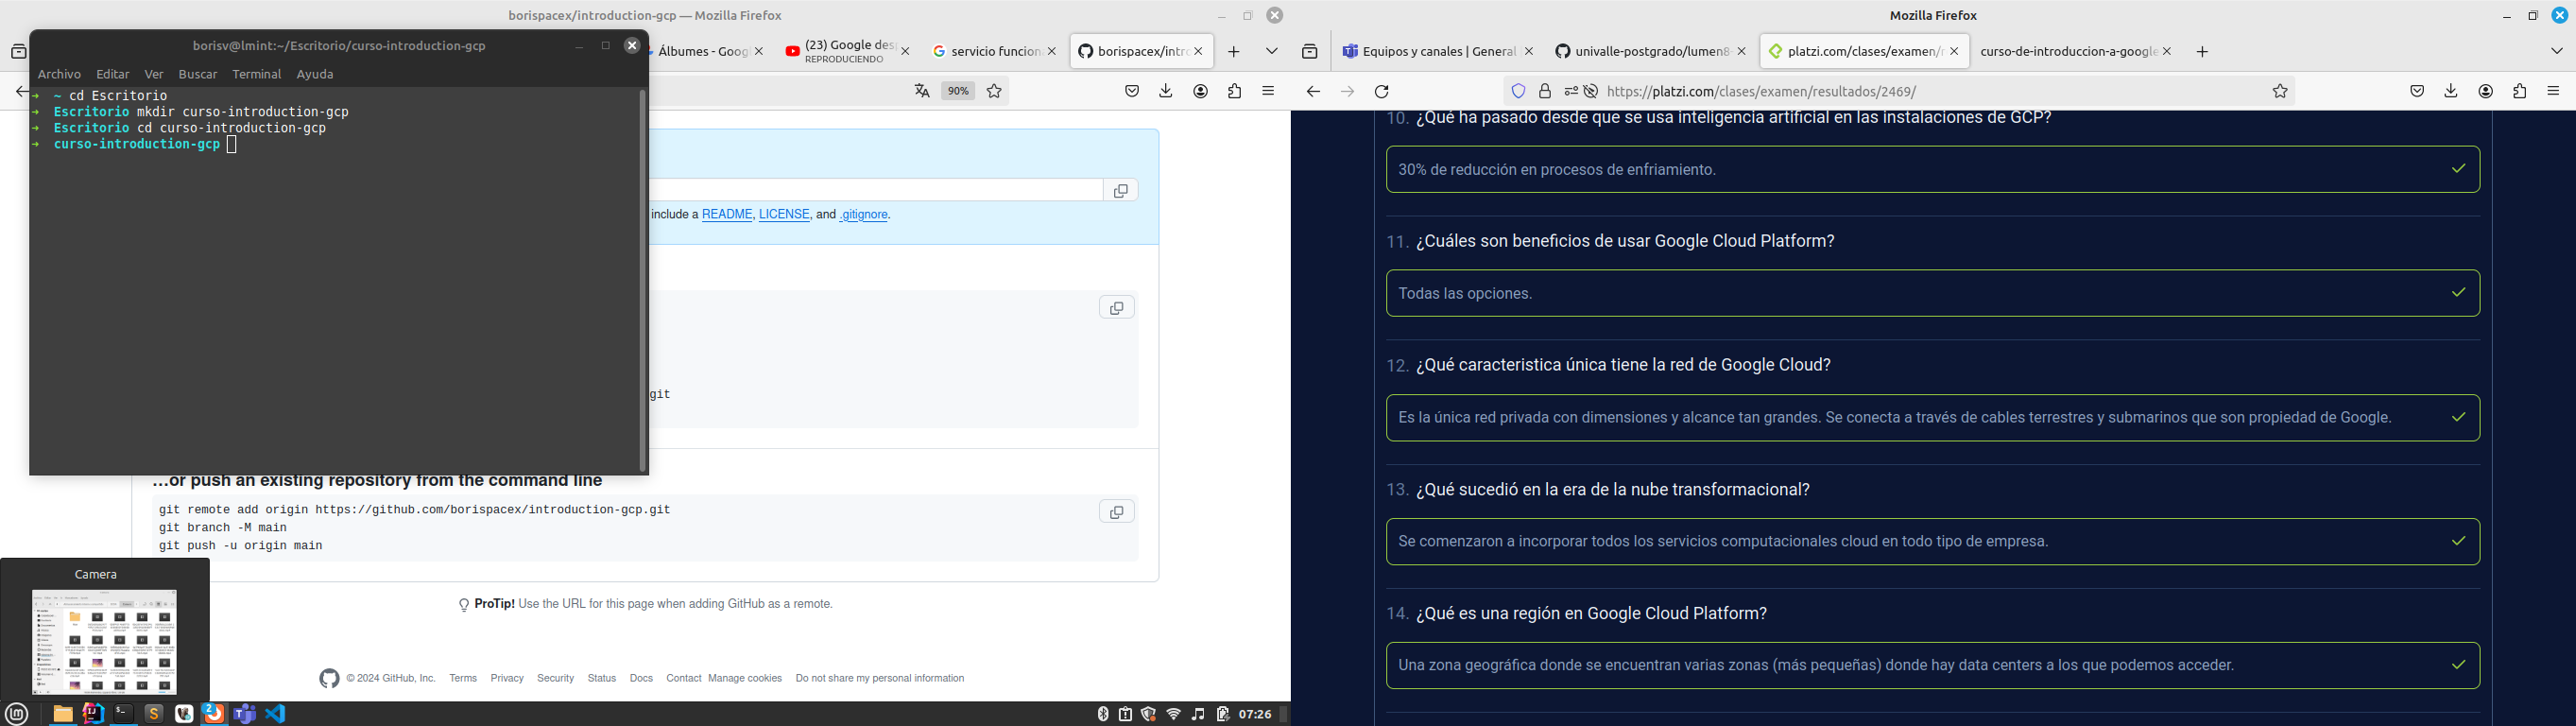 borispacex/introduction-gcp — Mozilla Firefox
Mozilla Firefox
borisv@lmint:~/Escritorio/curso-introduction-gcp
Archivo Editar Ver Buscar Terminal Ayuda
→ ~ cd Escritorio
→ Escritorio mkdir curso-introduction-gcp
→ Escritorio cd curso-introduction-gcp
→ curso-introduction-gcp
Álbumes - Goog
(23) Google des
REPRODUCIENDO
servicio funcion
borispacex/intro
90%
include a README, LICENSE, and .gitignore.
git
…or push an existing repository from the command line
git remote add origin https://github.com/borispacex/introduction-gcp.git
git branch -M main
git push -u origin main
ProTip! Use the URL for this page when adding GitHub as a remote.
© 2024 GitHub, Inc. Terms Privacy Security Status Docs Contact Manage cookies Do not share my personal information
Camera
07:26
Equipos y canales | General
univalle-postgrado/lumen8-
platzi.com/clases/examen/r
curso-de-introduccion-a-google
https://platzi.com/clases/examen/resultados/2469/
10. ¿Qué ha pasado desde que se usa inteligencia artificial en las instalaciones de GCP?
30% de reducción en procesos de enfriamiento.
11. ¿Cuáles son beneficios de usar Google Cloud Platform?
Todas las opciones.
12. ¿Qué caracteristica única tiene la red de Google Cloud?
Es la única red privada con dimensiones y alcance tan grandes. Se conecta a través de cables terrestres y submarinos que son propiedad de Google.
13. ¿Qué sucedió en la era de la nube transformacional?
Se comenzaron a incorporar todos los servicios computacionales cloud en todo tipo de empresa.
14. ¿Qué es una región en Google Cloud Platform?
Una zona geográfica donde se encuentran varias zonas (más pequeñas) donde hay data centers a los que podemos acceder.